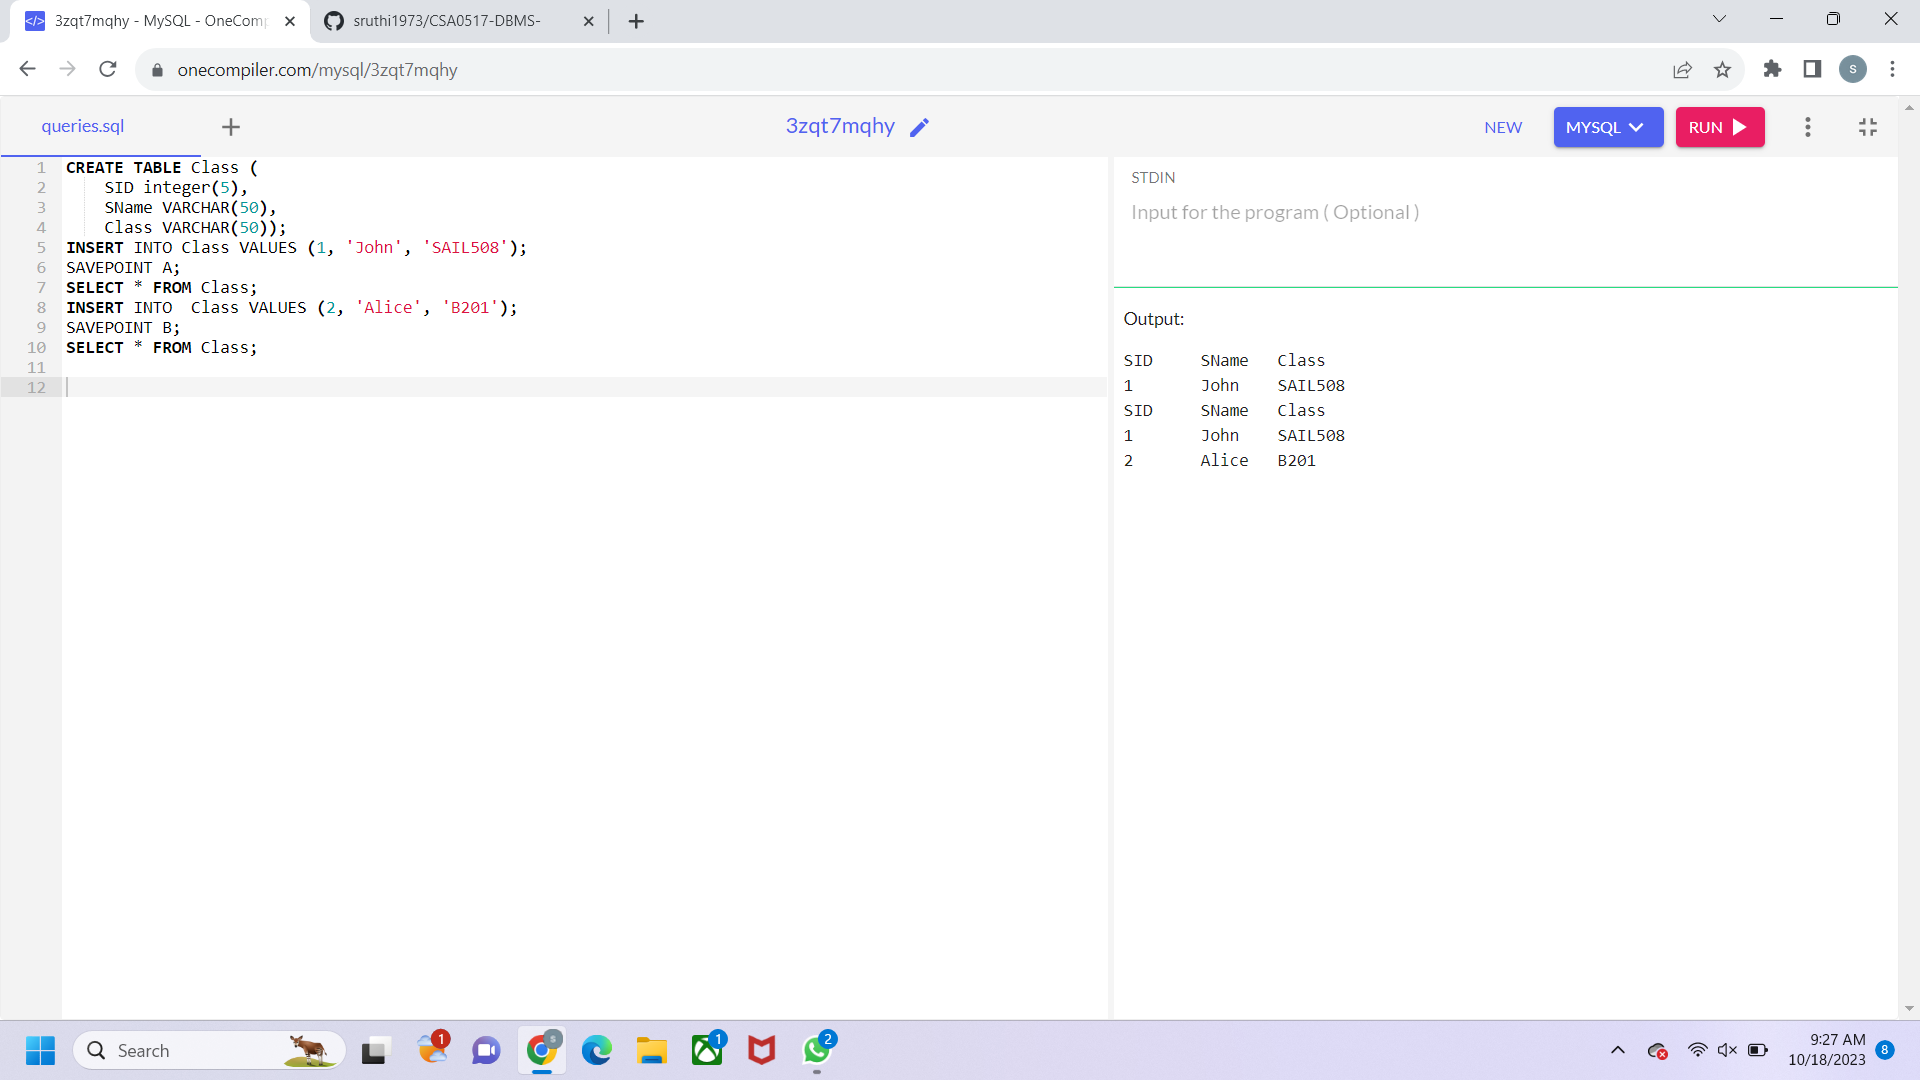 3zqt7mqhy - MySQL - OneComp
sruthi1973/CSA0517-DBMS-
onecompiler.com/mysql/3zqt7mqhy
s
queries.sql
3zqt7mqhy
NEW
MYSQL
RUN
1 CREATE TABLE Class (
2 SID integer(5),
3 SName VARCHAR(50),
4 Class VARCHAR(50));
5 INSERT INTO Class VALUES (1, 'John', 'SAIL508');
6 SAVEPOINT A;
7 SELECT * FROM Class;
8 INSERT INTO  Class VALUES (2, 'Alice', 'B201');
9 SAVEPOINT B;
10 SELECT * FROM Class;
11
12
STDIN
Input for the program ( Optional )
Output:
SID SName Class
1 John SAIL508
SID SName Class
1 John SAIL508
2 Alice B201
Search
1
s
1
2
9:27 AM
10/18/2023
8